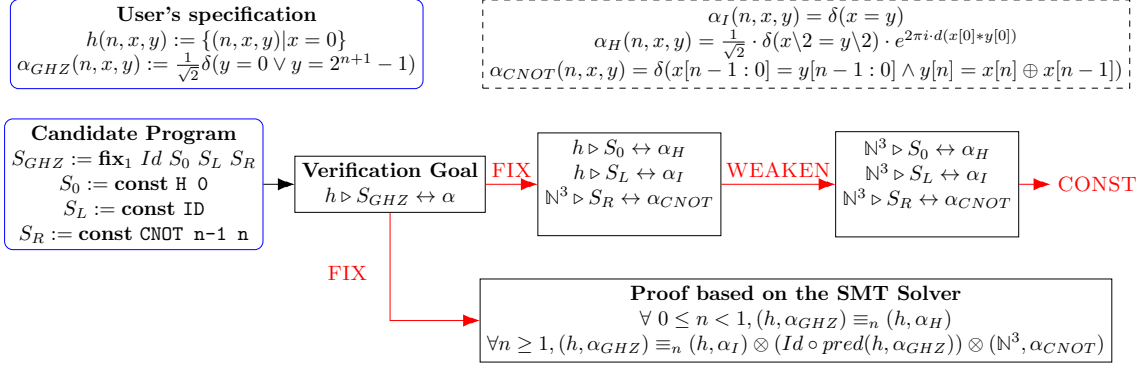 User's specification
h(n, x, y) := {(n, x, y)|x = 0}
α_{GHZ}(n, x, y) := \frac{1}{\sqrt{2}}δ(y = 0 ∨ y = 2^{n+1} − 1)
α_I(n, x, y) = δ(x = y)
α_H(n, x, y) = \frac{1}{\sqrt{2}} · δ(x\2 = y\2) · e^{2πi·d(x[0]*y[0])}
α_{CNOT}(n, x, y) = δ(x[n − 1 : 0] = y[n − 1 : 0] ∧ y[n] = x[n] ⊕ x[n − 1])
Candidate Program
S_{GHZ} := fix_1 Id S_0 S_L S_R
S_0 := const H 0
S_L := const ID
S_R := const CNOT n-1 n
Verification Goal
h ▷ S_{GHZ} ↔ α
FIX
h ▷ S_0 ↔ α_H
h ▷ S_L ↔ α_I
ℕ^3 ▷ S_R ↔ α_{CNOT}
WEAKEN
ℕ^3 ▷ S_0 ↔ α_H
ℕ^3 ▷ S_L ↔ α_I
ℕ^3 ▷ S_R ↔ α_{CNOT}
CONST
FIX
Proof based on the SMT Solver
∀ 0 ≤ n < 1, (h, α_{GHZ}) ≡_n (h, α_H)
∀n ≥ 1, (h, α_{GHZ}) ≡_n (h, α_I) ⊗ (Id ∘ pred(h, α_{GHZ})) ⊗ (ℕ^3, α_{CNOT})